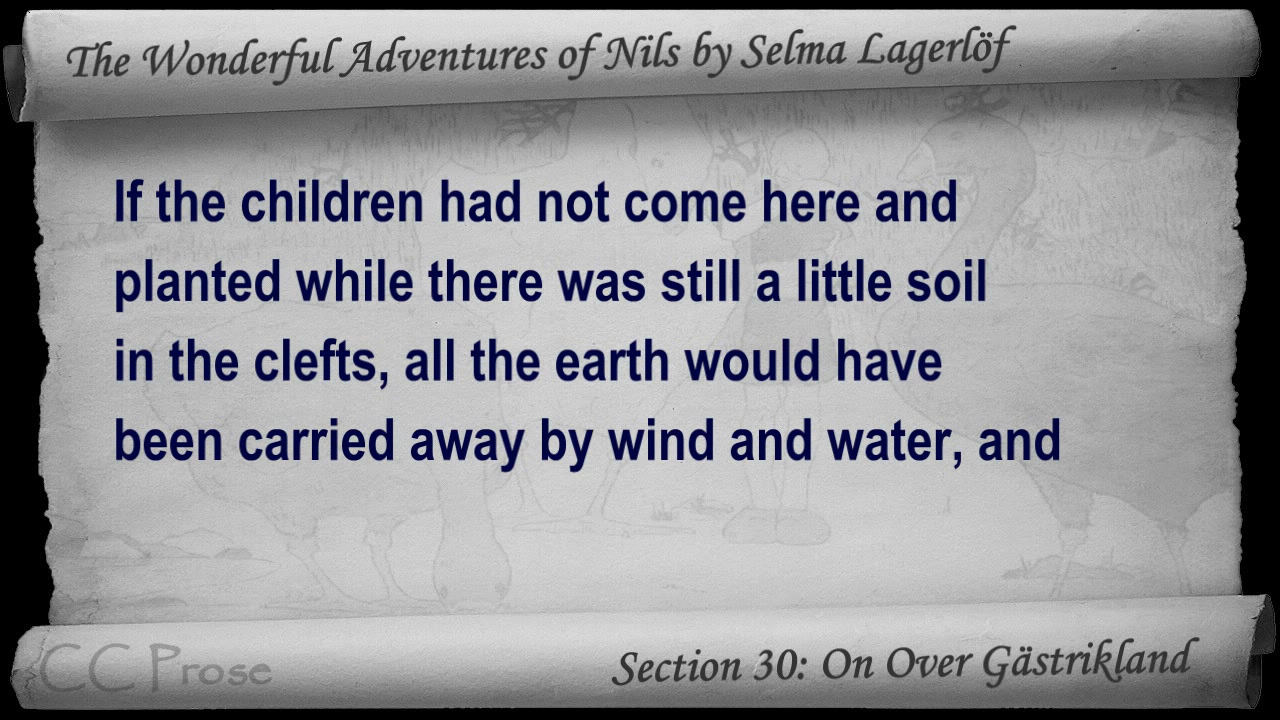 The Wonderful Adventures of Nils by Selma Lagerlöf
If the children had not come here and
planted while there was still a little soil
in the clefts, all the earth would have
been carried away by wind and water, and
CC Prose
Section 30: On Over Gästrikland